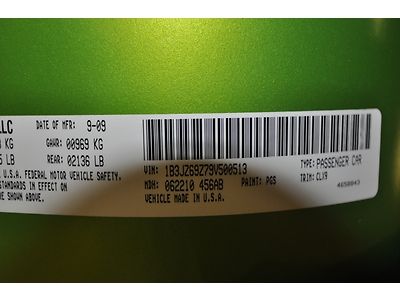 LLC DATE OF MFR: 9-09
KG GAWR: 00969 KG
LB REAR: 02136 LB
U.S.A. FEDERAL MOTOR VEHICLE SAFETY.
STANDARDS IN EFFECT ON
SHOWN ABOVE.
VIN: 1B3JZ69Z79V500513
TYPE: PASSENGER CAR
MDH: 062210 456AB PAINT: PGS TRIM: CLX9
VEHICLE MADE IN U.S.A. 4658043